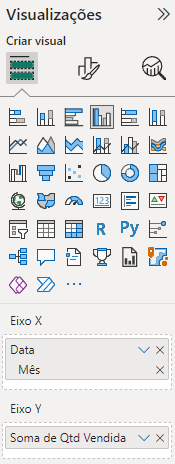 Visualizações
Criar visual
123
R
Py
Eixo X
Data
Mês
Eixo Y
Soma de Qtd Vendida